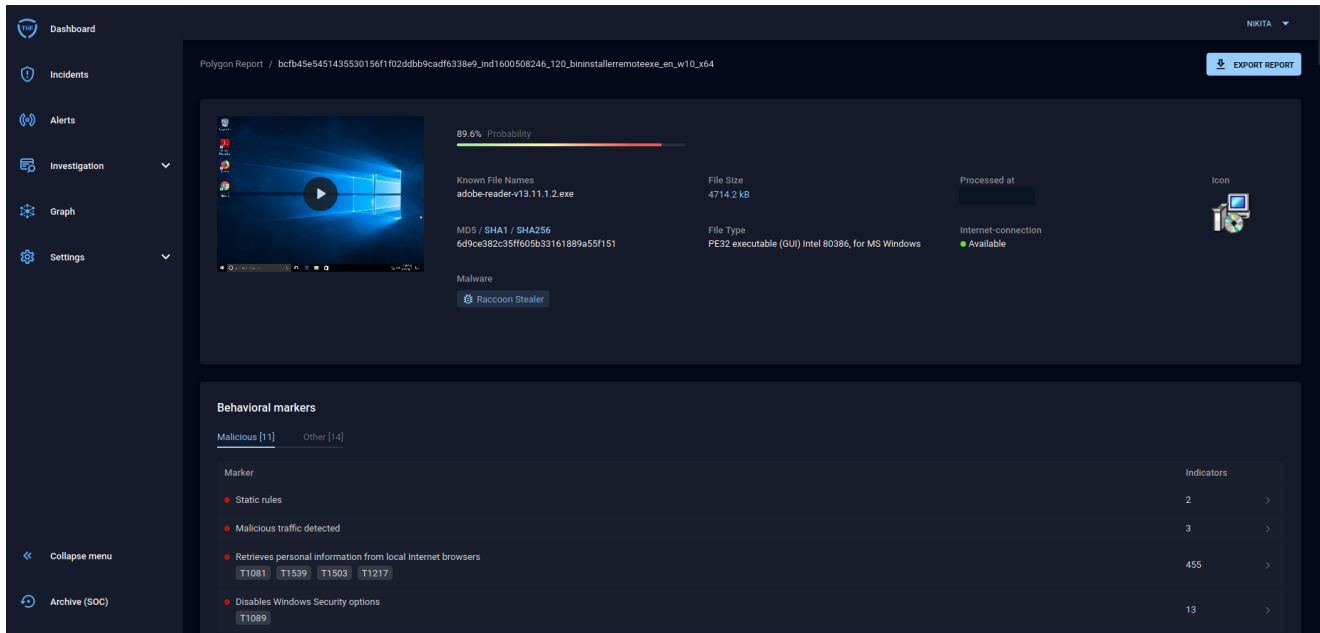 THF
Dashboard
NIKITA
Incidents
Alerts
Investigation
Graph
Settings
Collapse menu
Archive (SOC)
Polygon Report / bcfb45e5451435530156f1f02ddbb9cadf6338e9_ind1600508246_120_bininstallerremoteexe_en_w10_x64
EXPORT REPORT
89.6% Probability
Known File Names
adobe-reader-v13.11.1.2.exe
File Size
4714.2 kB
Processed at
Icon
MD5 / SHA1 / SHA256
6d9ce382c35ff605b33161889a55f151
File Type
PE32 executable (GUI) Intel 80386, for MS Windows
Internet-connection
Available
Malware
Raccoon Stealer
Behavioral markers
Malicious [11] Other [14]
Marker Indicators
Static rules 2
Malicious traffic detected 3
Retrieves personal information from local Internet browsers 455
T1081 T1539 T1503 T1217
Disables Windows Security options 13
T1089